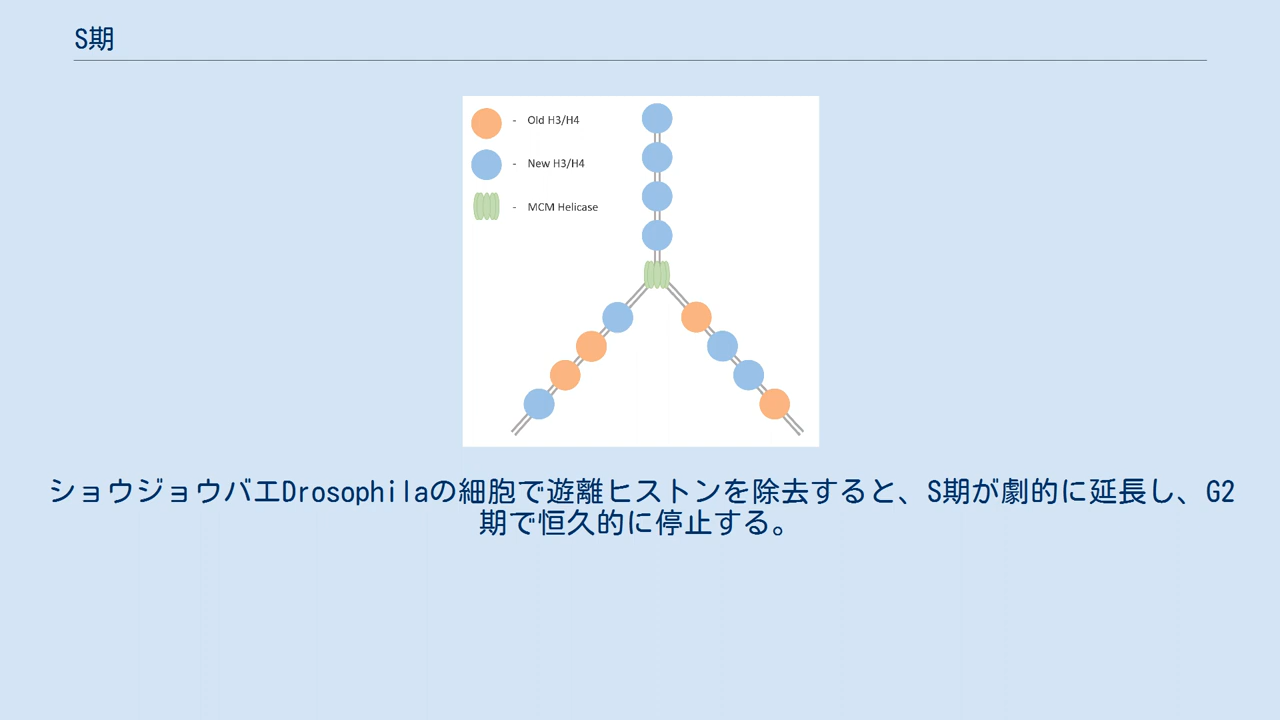 S期
- Old H3/H4
- New H3/H4
- MCM Helicase
ショウジョウバエDrosophilaの細胞で遊離ヒストンを除去すると、S期が劇的に延長し、G2
期で恒久的に停止する。